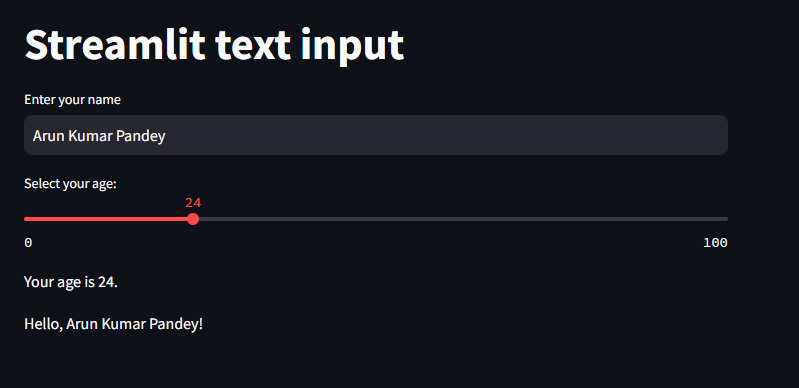 Streamlit text input
Enter your name
Arun Kumar Pandey
Select your age:
24
0 100
Your age is 24.
Hello, Arun Kumar Pandey!